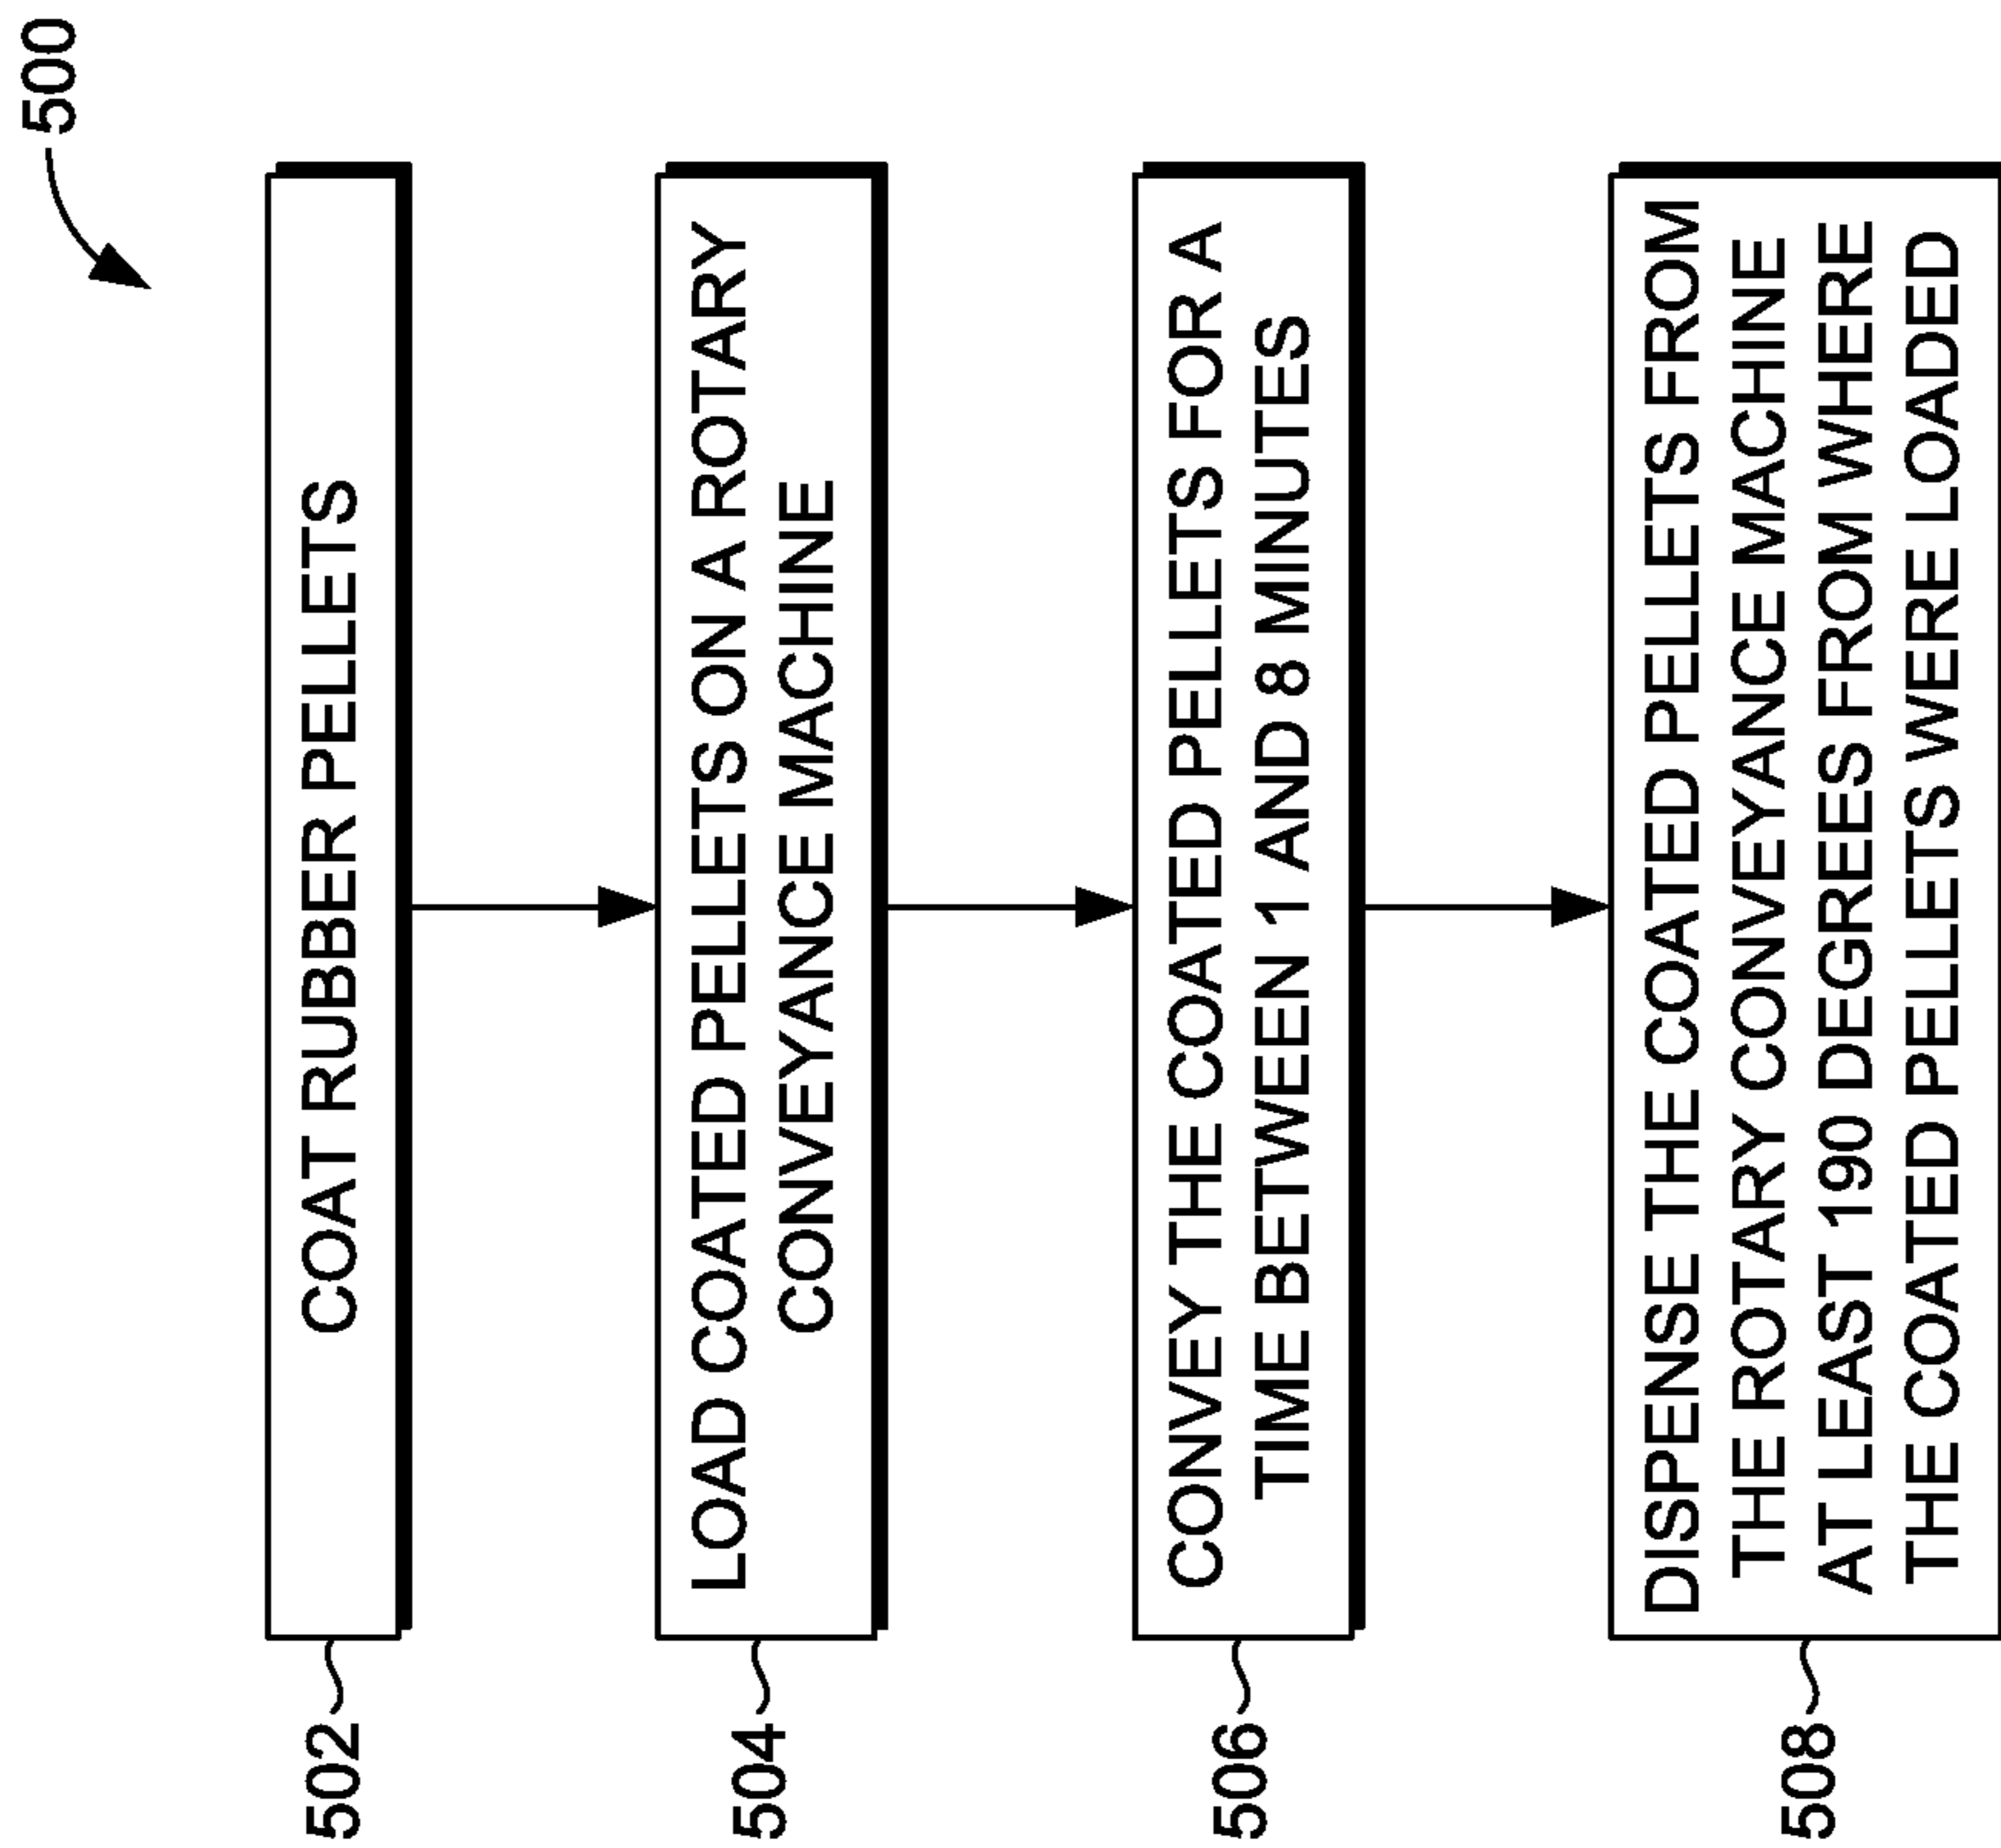 500
502
COAT RUBBER PELLETS
504
LOAD COATED PELLETS ON A ROTARY
CONVEYANCE MACHINE
506
CONVEY THE COATED PELLETS FOR A
TIME BETWEEN 1 AND 8 MINUTES
508
DISPENSE THE COATED PELLETS FROM
THE ROTARY CONVEYANCE MACHINE
AT LEAST 190 DEGREES FROM WHERE
THE COATED PELLETS WERE LOADED